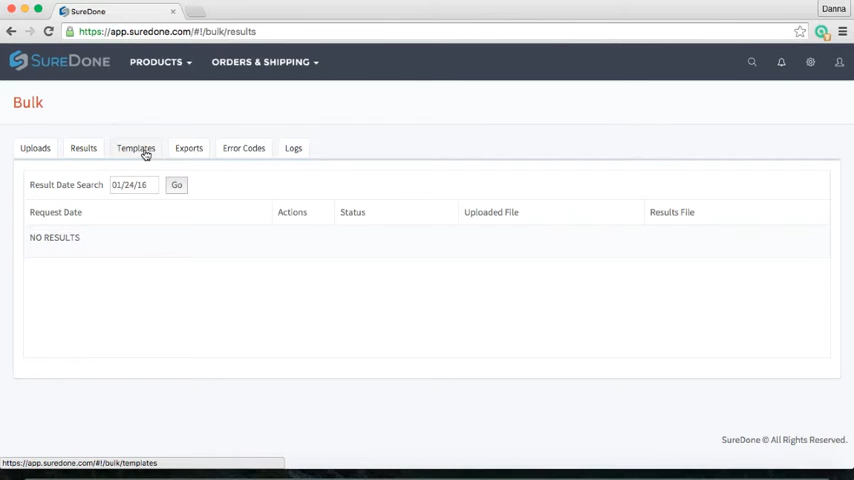 SureDone
Danna
https://app.suredone.com/#!/bulk/results
SUREDONE
PRODUCTS
ORDERS & SHIPPING
Bulk
Uploads
Results
Templates
Exports
Error Codes
Logs
Result Date Search
01/24/16
Go
Request Date
Actions
Status
Uploaded File
Results File
NO RESULTS
SureDone © All Rights Reserved.
https://app.suredone.com/#!/bulk/templates